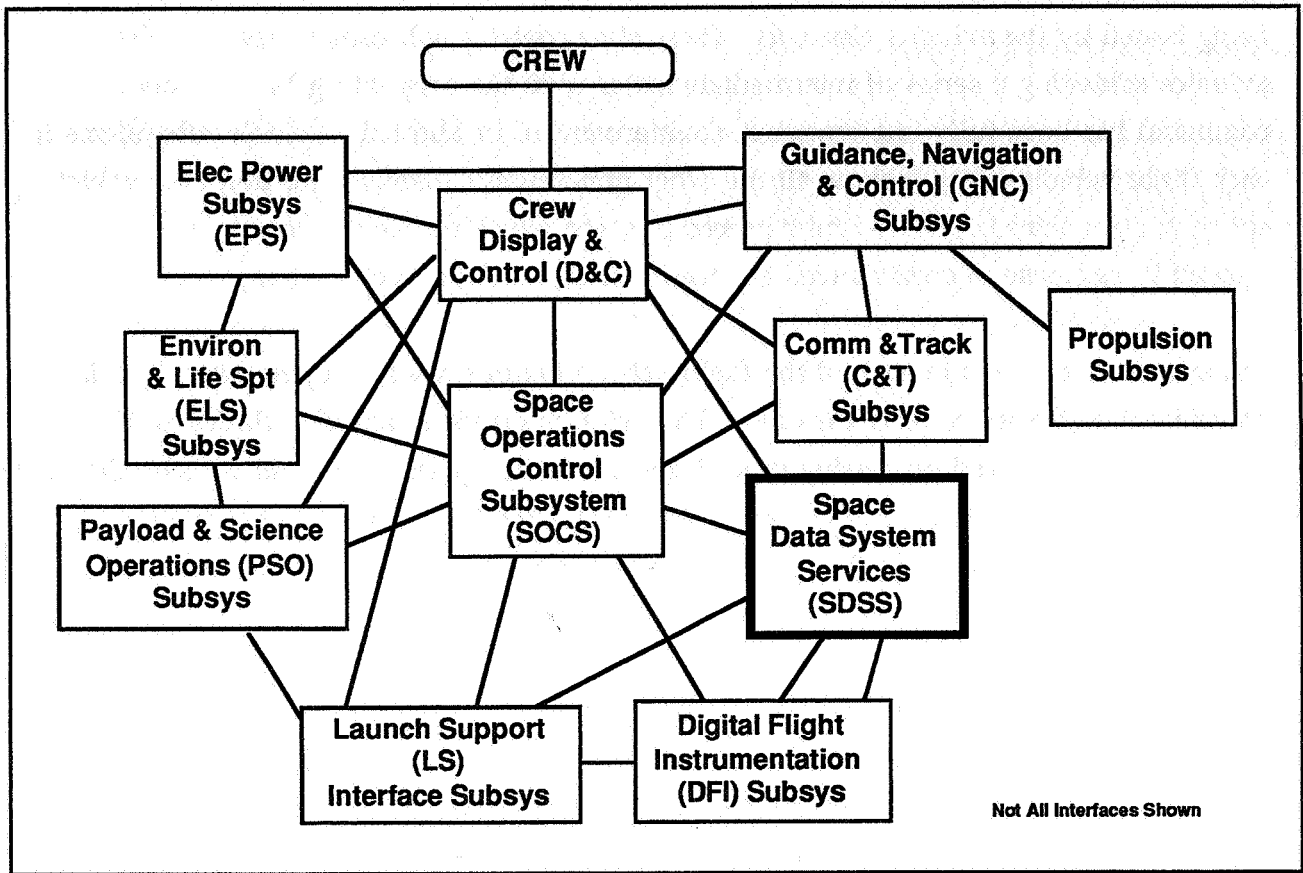 CREW
Elec Power
Subsys
(EPS)
Guidance, Navigation
& Control (GNC)
Subsys
Crew
Display &
Control (D&C)
Environ
& Life Spt
(ELS)
Subsys
Comm &Track
(C&T)
Subsys
Propulsion
Subsys
Space
Operations
Control
Subsystem
(SOCS)
Payload & Science
Operations (PSO)
Subsys
Space
Data System
Services
(SDSS)
Launch Support
(LS)
Interface Subsys
Digital Flight
Instrumentation
(DFI) Subsys
Not All Interfaces Shown